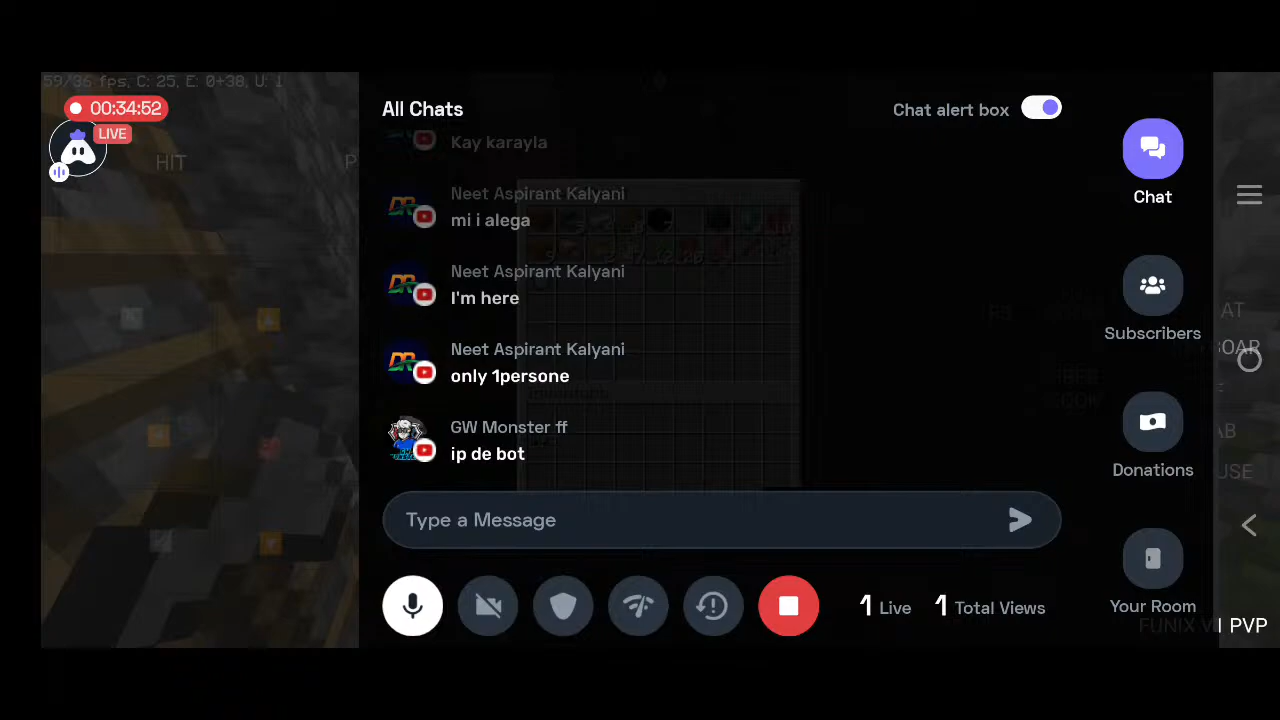 59/36 fps, C: 25, E: 0+38, U: 1
00:34:52
LIVE
HIT
All Chats
Chat alert box
Kay karayla
Neet Aspirant Kalyani
mi i alega
Neet Aspirant Kalyani
I'm here
Neet Aspirant Kalyani
only 1persone
GW Monster ff
ip de bot
Type a Message
1 Live 1 Total Views
Chat
Subscribers
Donations
Your Room
PVP